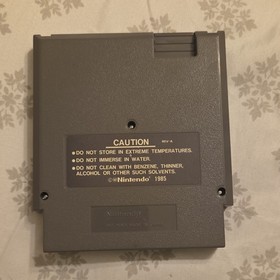 CAUTION REV-A
• DO NOT STORE IN EXTREME TEMPERATURES.
• DO NOT IMMERSE IN WATER.
• DO NOT CLEAN WITH BENZENE, THINNER,
ALCOHOL OR OTHER SUCH SOLVENTS.
©®Nintendo® 1985